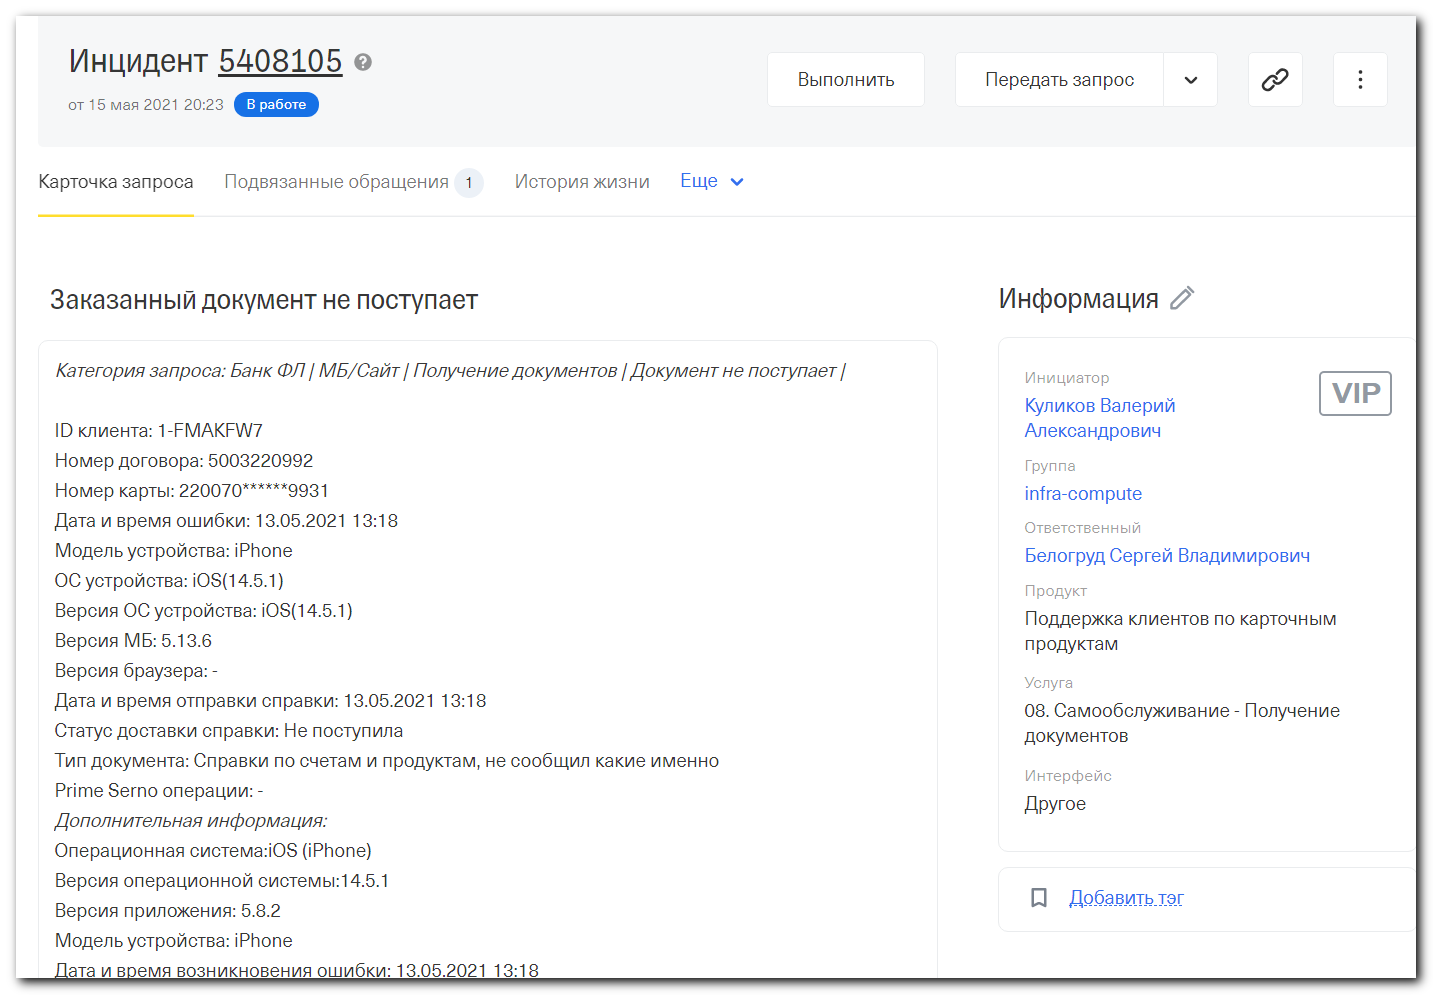 Инцидент 5408105 ?
от 15 мая 2021 20:23 В работе
Выполнить
Передать запрос
Карточка запроса Подвязанные обращения 1 История жизни Еще
Заказанный документ не поступает
Категория запроса: Банк ФЛ | МБ/Сайт | Получение документов | Документ не поступает |
ID клиента: 1-FMAKFW7
Номер договора: 5003220992
Номер карты: 220070******9931
Дата и время ошибки: 13.05.2021 13:18
Модель устройства: iPhone
ОС устройства: iOS(14.5.1)
Версия ОС устройства: iOS(14.5.1)
Версия МБ: 5.13.6
Версия браузера: -
Дата и время отправки справки: 13.05.2021 13:18
Статус доставки справки: Не поступила
Тип документа: Справки по счетам и продуктам, не сообщил какие именно
Prime Serno операции: -
Дополнительная информация:
Операционная система:iOS (iPhone)
Версия операционной системы:14.5.1
Версия приложения: 5.8.2
Модель устройства: iPhone
Дата и время возникновения ошибки: 13.05.2021 13:18
Информация
Инициатор
VIP
Куликов Валерий
Александрович
Группа
infra-compute
Ответственный
Белогруд Сергей Владимирович
Продукт
Поддержка клиентов по карточным
продуктам
Услуга
08. Самообслуживание - Получение
документов
Интерфейс
Другое
Добавить тэг